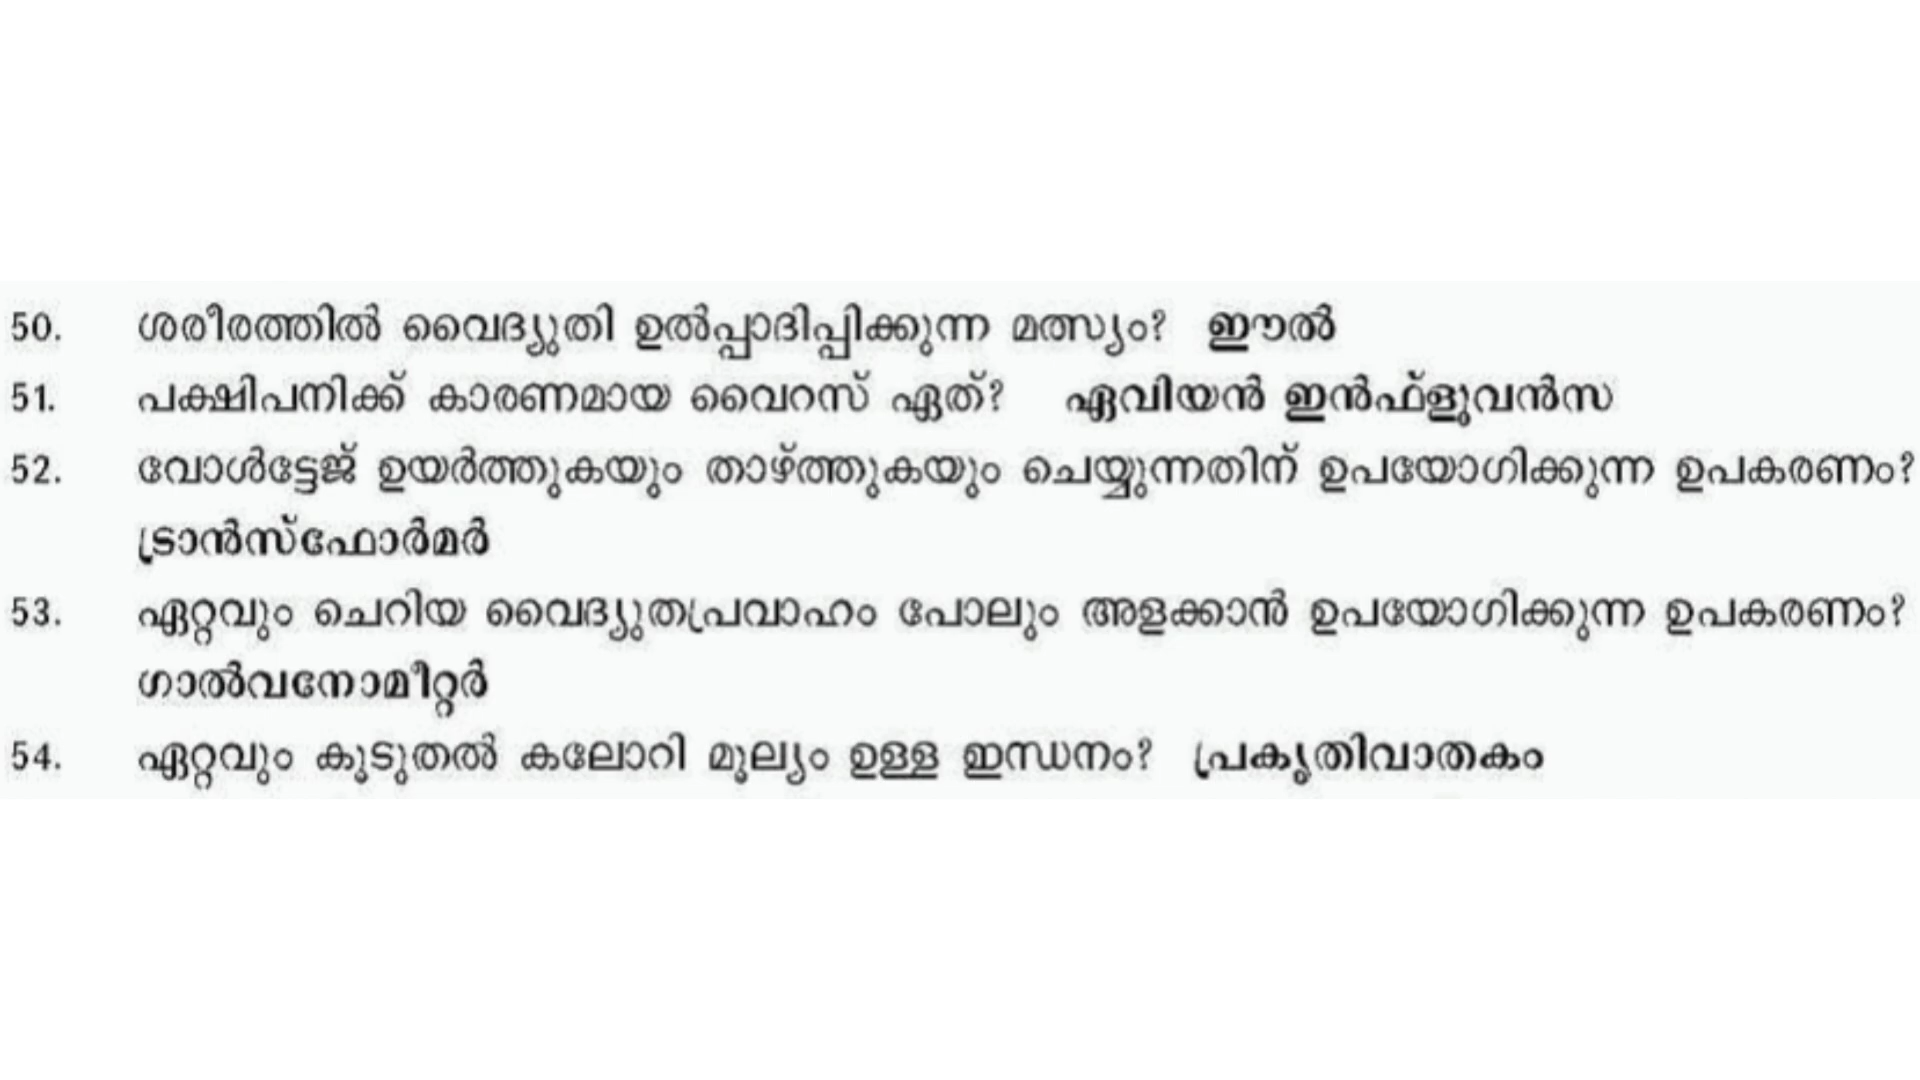 50. ശരീരത്തിൽ വൈദ്യുതി ഉൽപ്പാദിപ്പിക്കുന്ന മത്സ്യം? ഈൽ
51. പക്ഷിപനിക്ക് കാരണമായ വൈറസ് ഏത്? ഏവിയൻ ഇൻഫ്ളുവൻസ
52. വോൾട്ടേജ് ഉയർത്തുകയും താഴ്ത്തുകയും ചെയ്യുന്നതിന് ഉപയോഗിക്കുന്ന ഉപകരണം?
ട്രാൻസ്ഫോർമർ
53. ഏറ്റവും ചെറിയ വൈദ്യുതപ്രവാഹം പോലും അളക്കാൻ ഉപയോഗിക്കുന്ന ഉപകരണം?
ഗാൽവനോമീറ്റർ
54. ഏറ്റവും കൂടുതൽ കലോറി മൂല്യം ഉള്ള ഇന്ധനം? പ്രകൃതിവാതകം